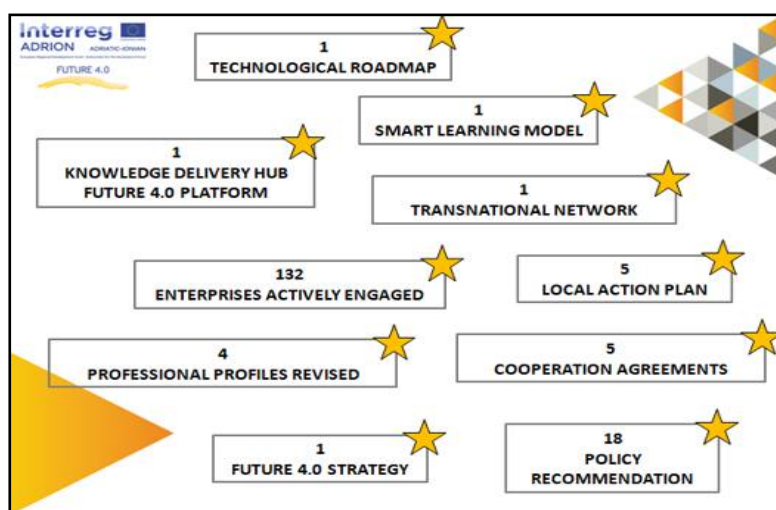 Interreg
ADRION ADRIATIC-IONIAN
FUTURE 4.0
1
TECHNOLOGICAL ROADMAP
1
SMART LEARNING MODEL
1
KNOWLEDGE DELIVERY HUB
FUTURE 4.0 PLATFORM
1
TRANSNATIONAL NETWORK
132
ENTERPRISES ACTIVELY ENGAGED
5
LOCAL ACTION PLAN
4
PROFESSIONAL PROFILES REVISED
5
COOPERATION AGREEMENTS
1
FUTURE 4.0 STRATEGY
18
POLICY
RECOMMENDATION